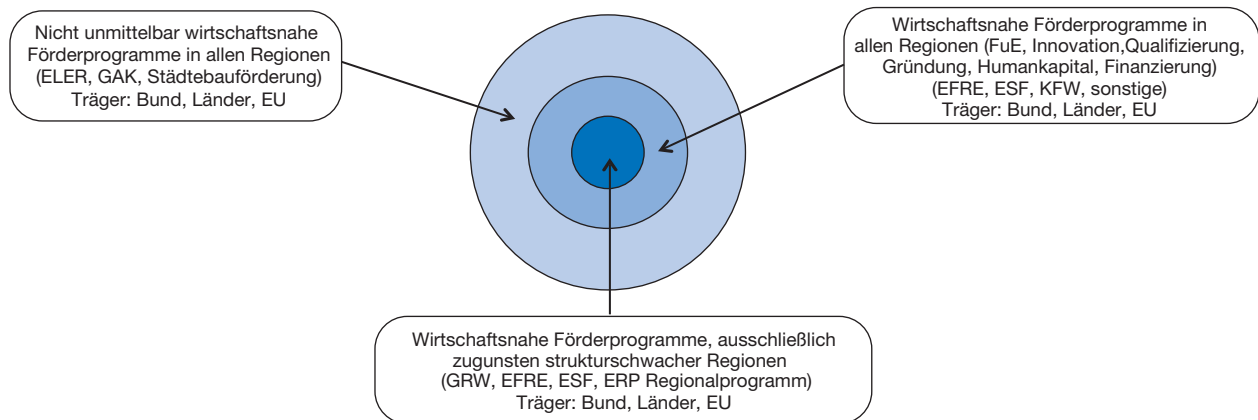 Nicht unmittelbar wirtschaftsnahe
Förderprogramme in allen Regionen
(ELER, GAK, Städtebauförderung)
Träger: Bund, Länder, EU
Wirtschaftsnahe Förderprogramme in
allen Regionen (FuE, Innovation,Qualifizierung,
Gründung, Humankapital, Finanzierung)
(EFRE, ESF, KFW, sonstige)
Träger: Bund, Länder, EU
Wirtschaftsnahe Förderprogramme, ausschließlich
zugunsten strukturschwacher Regionen
(GRW, EFRE, ESF, ERP Regionalprogramm)
Träger: Bund, Länder, EU